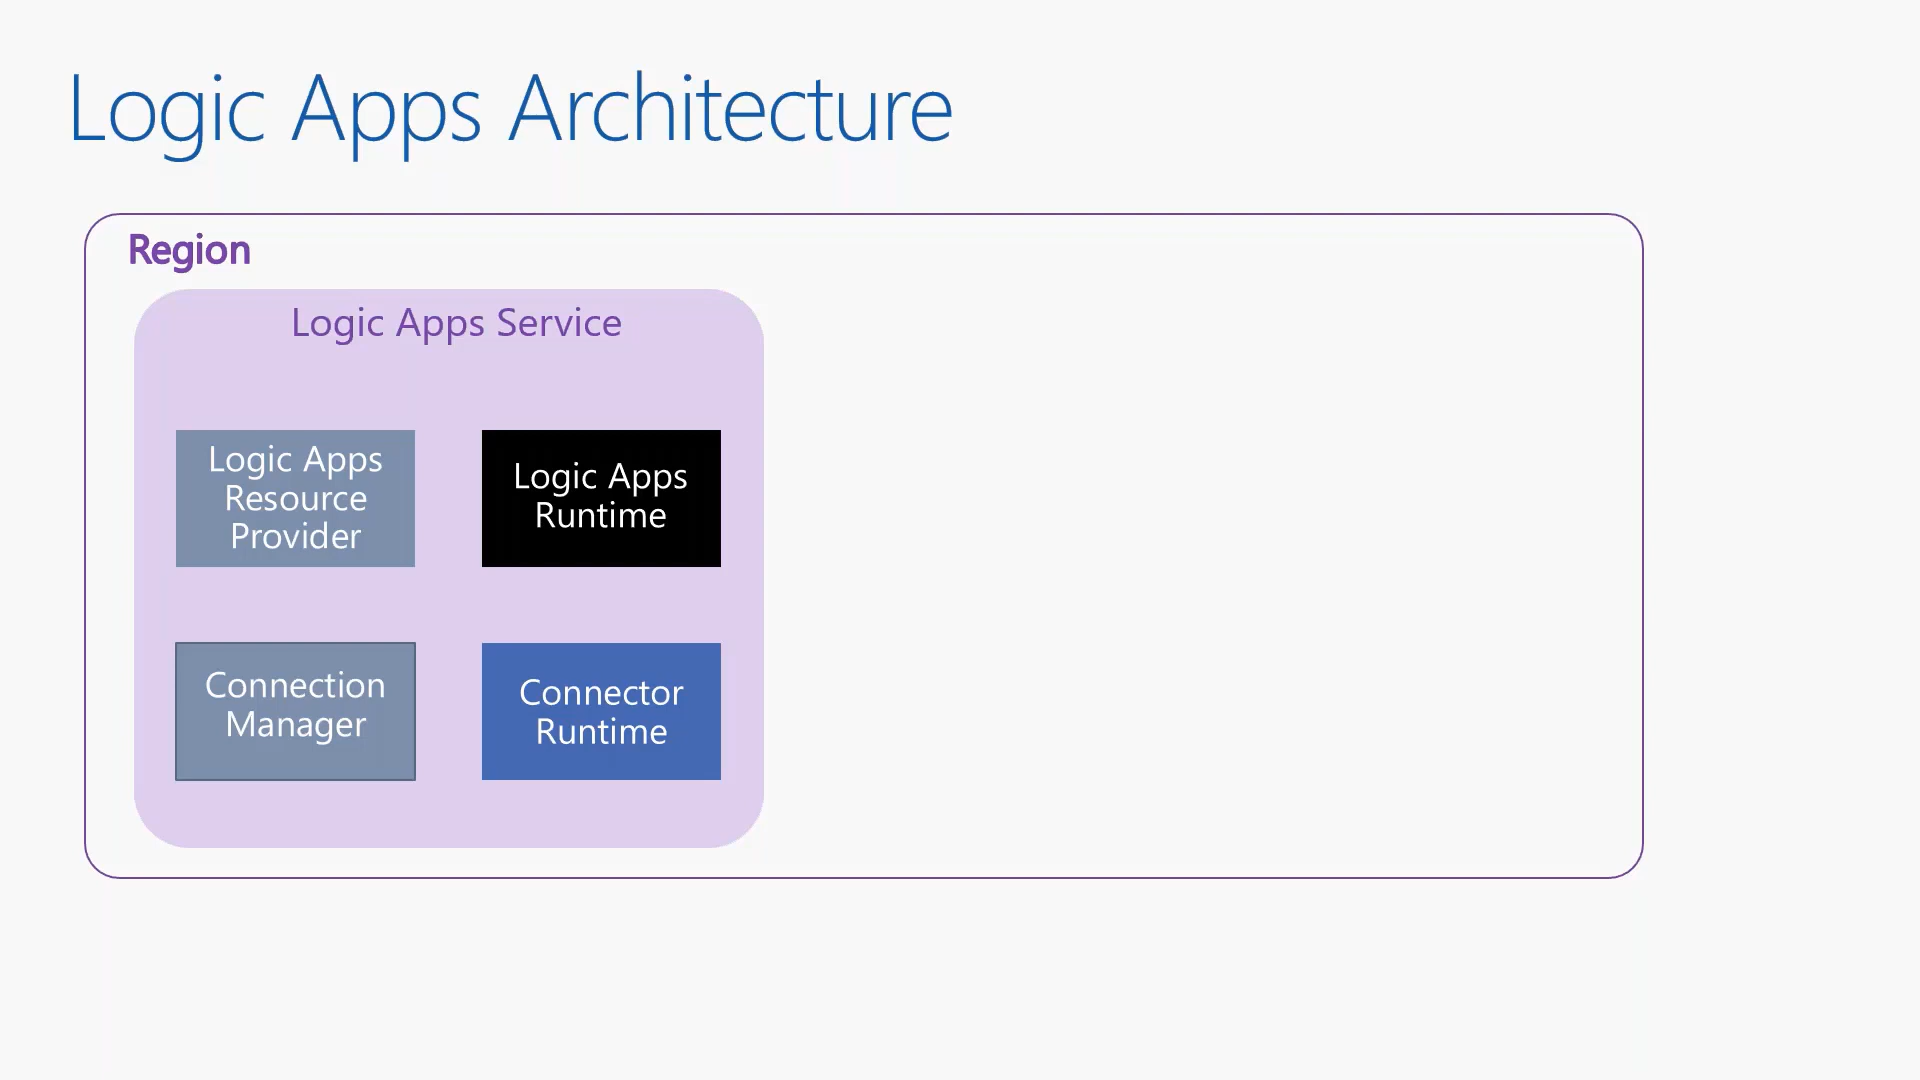 Logic Apps Architecture
Region
Logic Apps Service
Logic Apps
Resource
Provider
Logic Apps
Runtime
Connection
Manager
Connector
Runtime